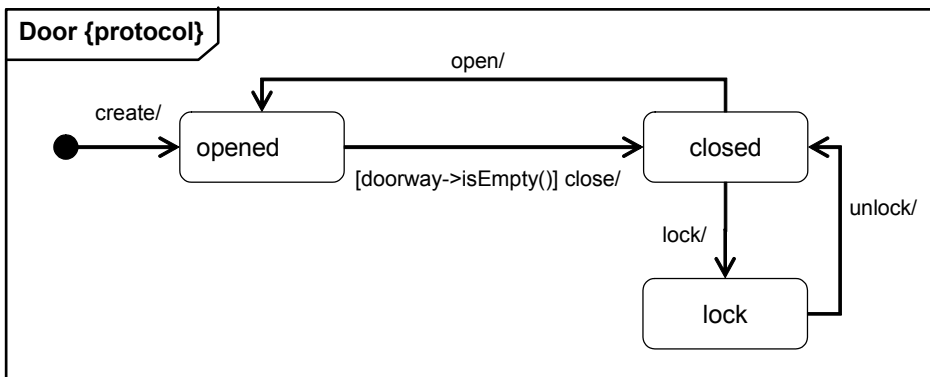 Door {protocol}
open/
create/
opened
closed
[doorway->isEmpty()] close/
unlock/
lock/
lock